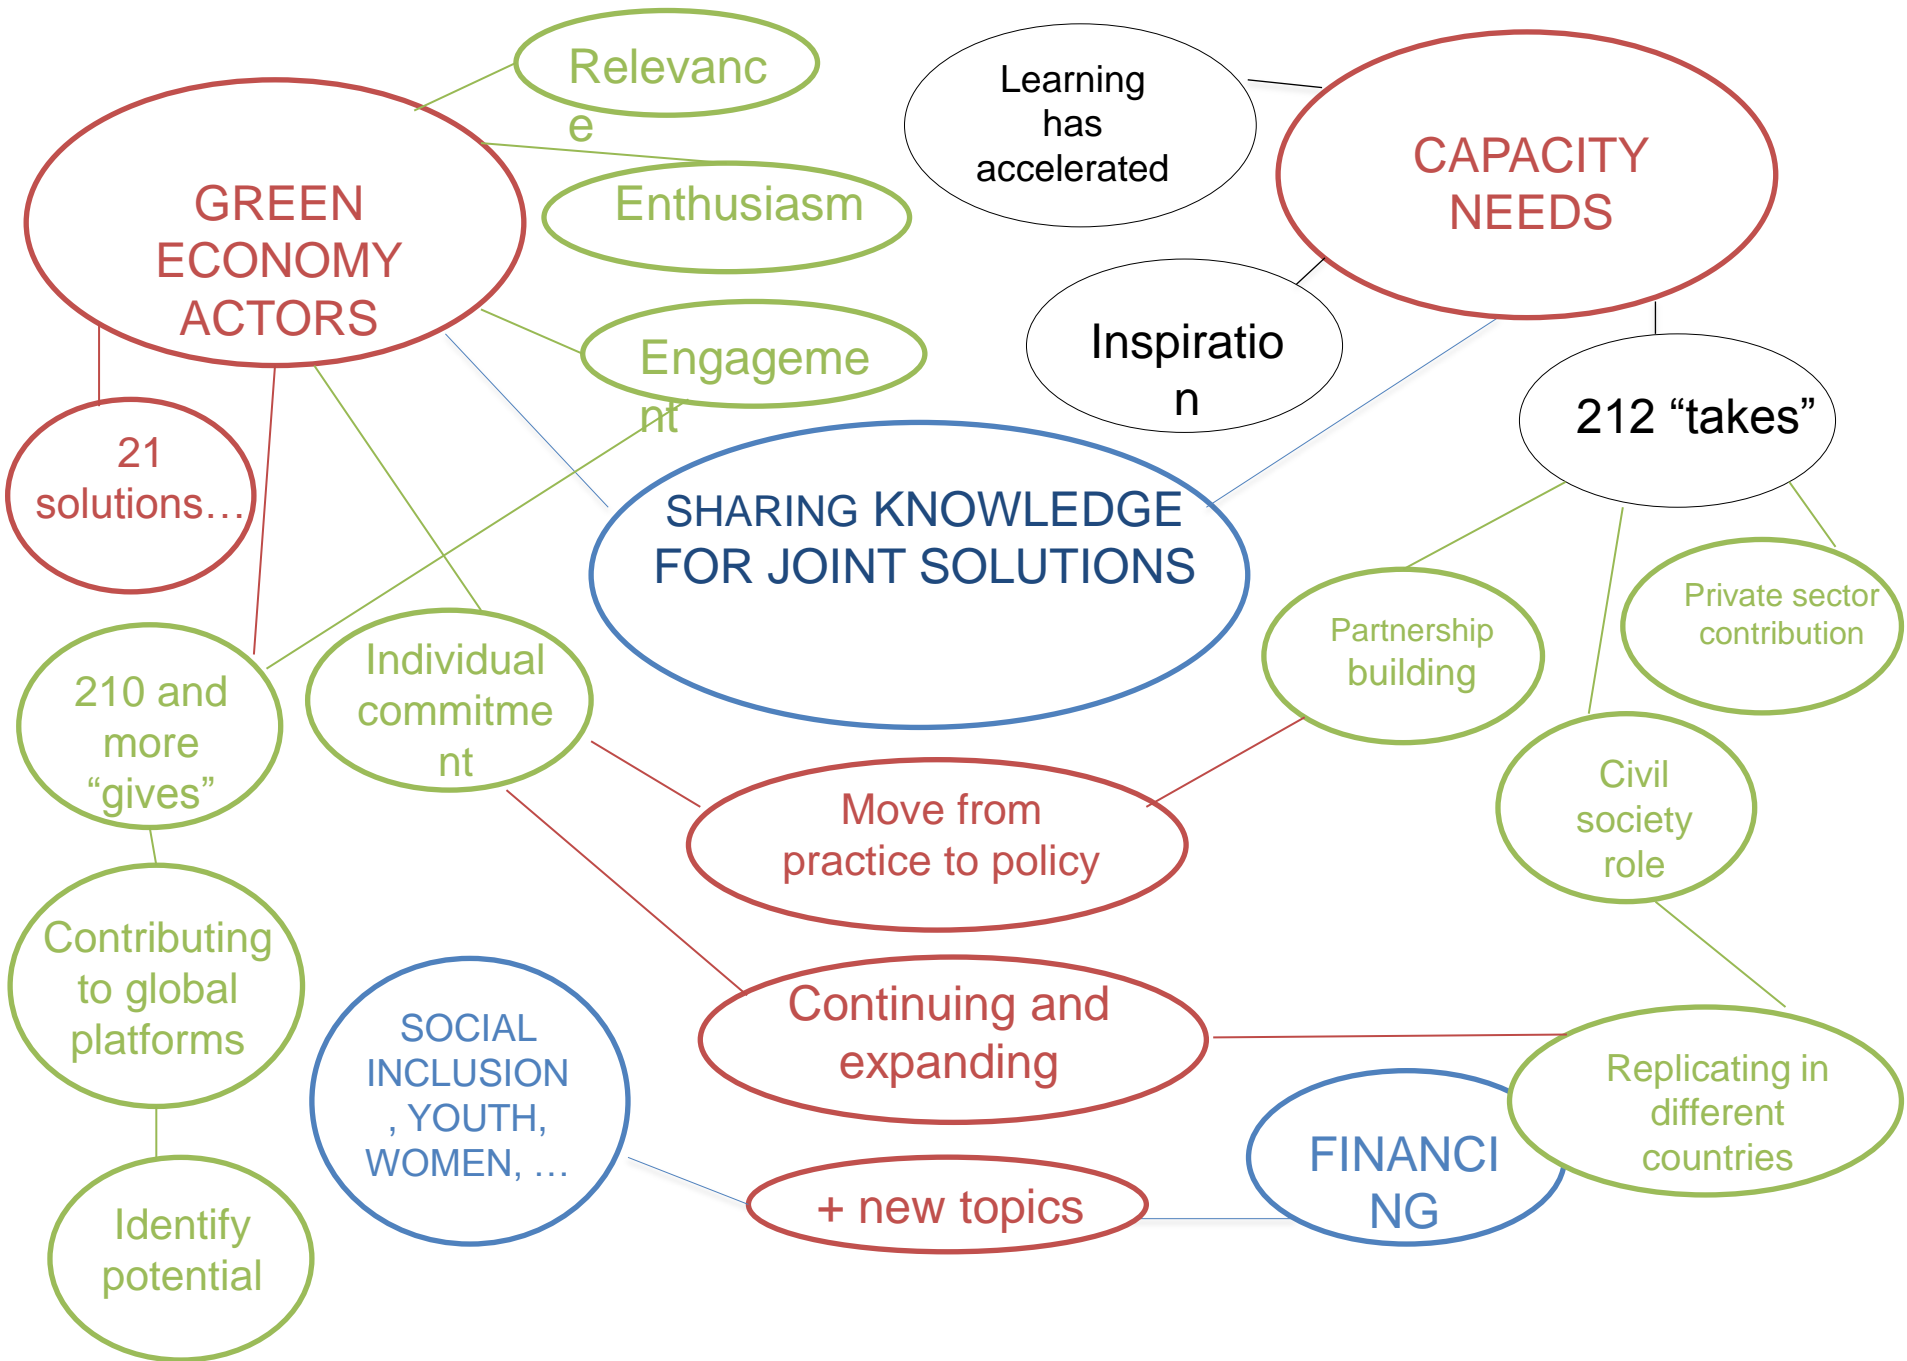 Relevanc
e
Learning
has
accelerated
CAPACITY
NEEDS
GREEN
ECONOMY
ACTORS
Enthusiasm
Engageme
nt
Inspiratio
n
212 “takes”
21
solutions…
SHARING KNOWLEDGE
FOR JOINT SOLUTIONS
Private sector
contribution
Partnership
building
Individual
commitme
nt
210 and
more
“gives”
Civil
society
role
Move from
practice to policy
Contributing
to global
platforms
Continuing and
expanding
SOCIAL
INCLUSION
, YOUTH,
WOMEN, …
Replicating in
different
countries
FINANCI
NG
+ new topics
Identify
potential